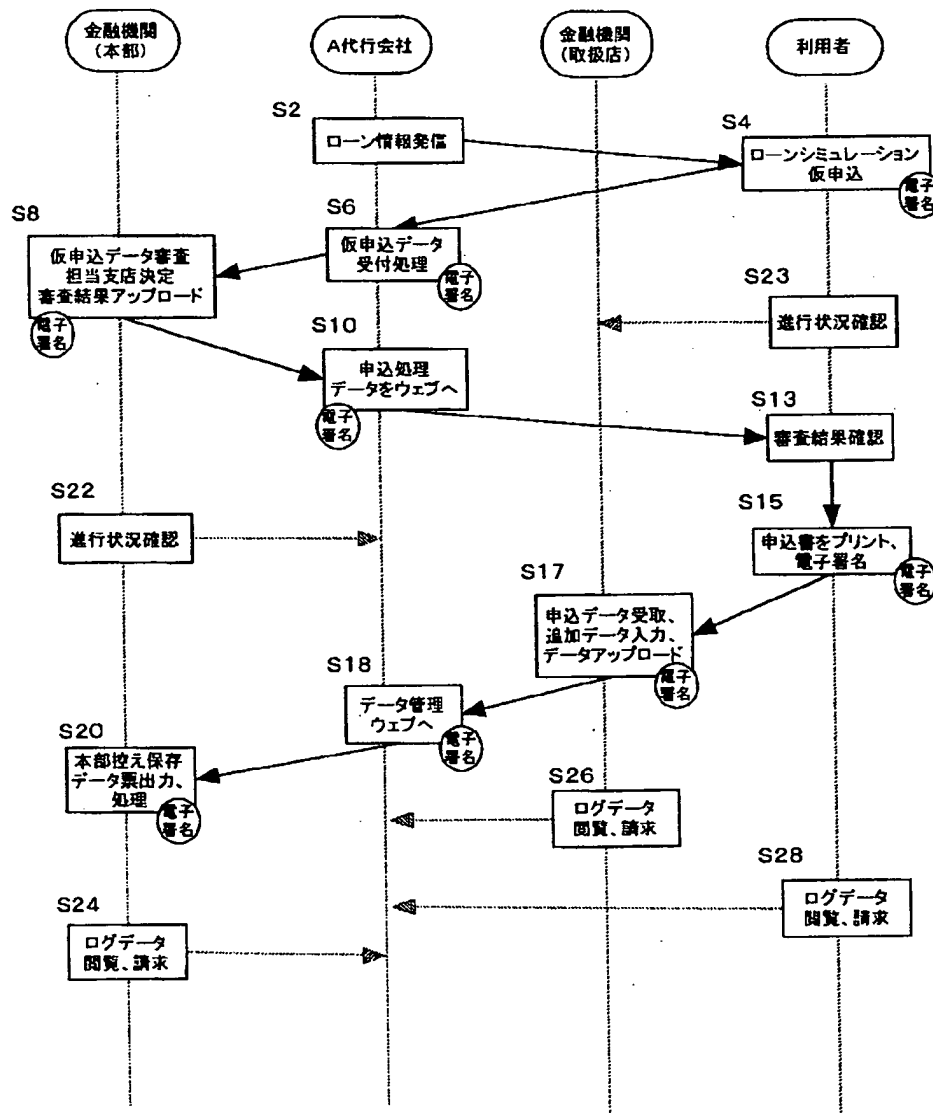 金融機関
(本部)
A代行会社
金融機関
(取扱店)
利用者
S2
ローン情報発信
S4
ローンシミュレーション
仮申込
電子
署名
S6
仮申込データ
受付処理
電子
署名
S8
仮申込データ審査
担当支店決定
審査結果アップロード
電子
署名
S23
進行状況確認
S10
申込処理
データをウェブへ
電子
署名
S13
審査結果確認
S22
進行状況確認
S15
申込書をプリント、
電子署名
電子
署名
S17
申込データ受取、
追加データ入力、
データアップロード
電子
署名
S18
データ管理
ウェブへ
電子
署名
S20
本部控え保存
データ票出力、
処理
電子
署名
S26
ログデータ
閲覧、請求
S28
ログデータ
閲覧、請求
S24
ログデータ
閲覧、請求